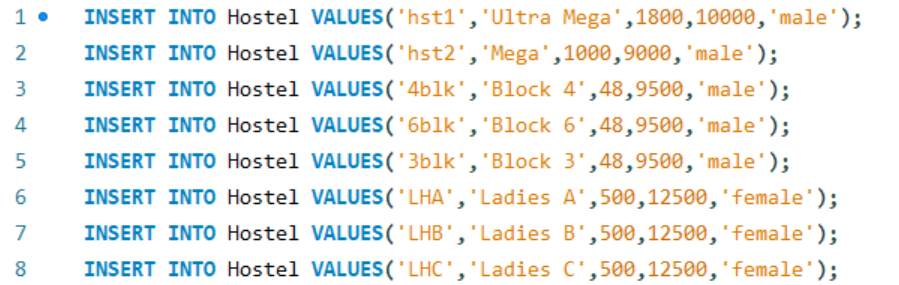 1 INSERT INTO Hostel VALUES('hst1','Ultra Mega',1800,10000,'male');
2 INSERT INTO Hostel VALUES('hst2','Mega',1000,9000,'male');
3 INSERT INTO Hostel VALUES('4blk','Block 4',48,9500,'male');
4 INSERT INTO Hostel VALUES('6blk','Block 6',48,9500,'male');
5 INSERT INTO Hostel VALUES('3blk','Block 3',48,9500,'male');
6 INSERT INTO Hostel VALUES('LHA','Ladies A',500,12500,'female');
7 INSERT INTO Hostel VALUES('LHB','Ladies B',500,12500,'female');
8 INSERT INTO Hostel VALUES('LHC','Ladies C',500,12500,'female');